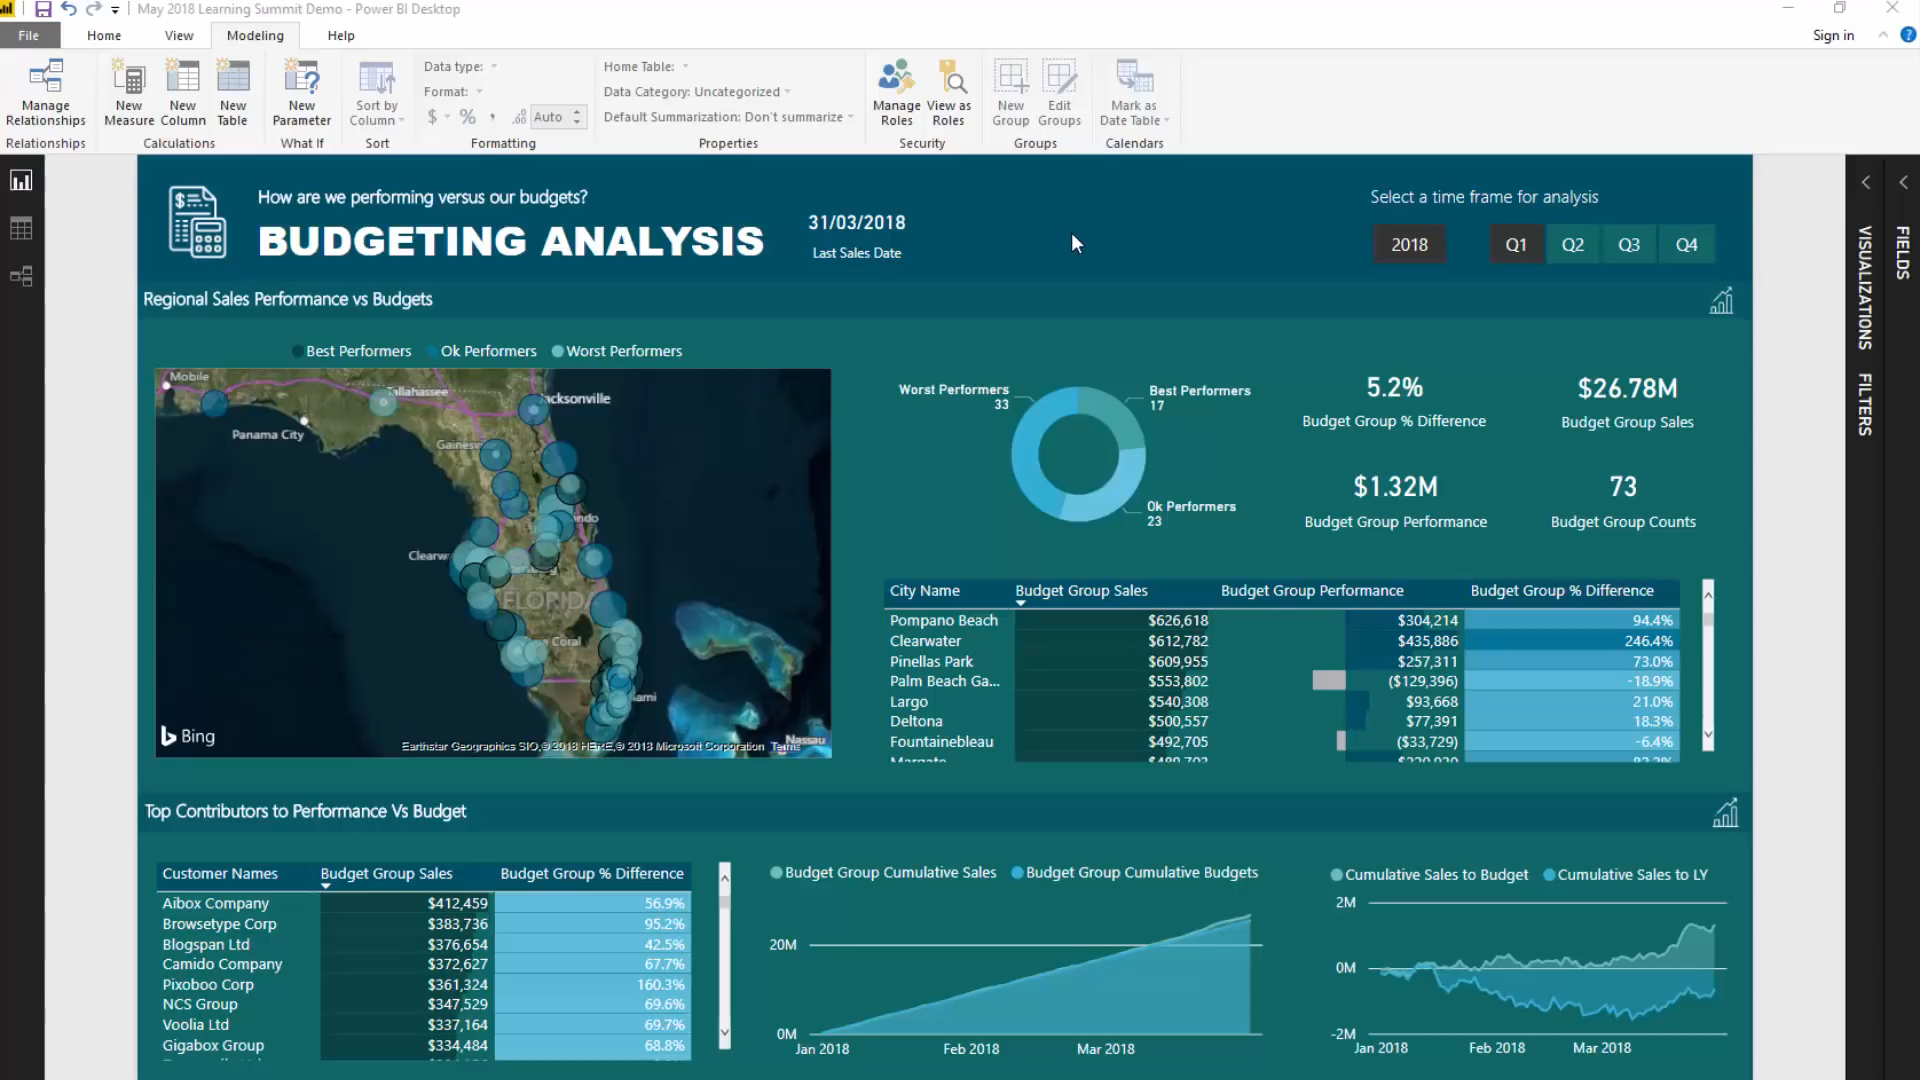 May 2018 Learning Summit Demo - Power BI Desktop
File Home View Modeling Help Sign in
Manage Relationships
New Measure
New Column
New Table
New Parameter
Sort by Column
Data type:
Format:
$ % , Auto
Home Table:
Data Category: Uncategorized
Default Summarization: Don't summarize
Manage Roles
View as Roles
New Group
Edit Groups
Mark as Date Table
Relationships Calculations What If Sort Formatting Properties Security Groups Calendars
How are we performing versus our budgets?
BUDGETING ANALYSIS
31/03/2018
Last Sales Date
Select a time frame for analysis
2018 Q1 Q2 Q3 Q4
VISUALIZATIONS
FILTERS
FIELDS
Regional Sales Performance vs Budgets
Best Performers Ok Performers Worst Performers
Mobile
Tallahassee
Jacksonville
Panama City
Clearw
FLORIDA
Coral
Nassau
Bing
Earthstar Geographics SIO, © 2018 HERE, © 2018 Microsoft Corporation Terms
Worst Performers
33
Best Performers
17
Ok Performers
23
5.2%
Budget Group % Difference
$26.78M
Budget Group Sales
$1.32M
Budget Group Performance
73
Budget Group Counts
City Name Budget Group Sales Budget Group Performance Budget Group % Difference
Pompano Beach $626,618 $304,214 94.4%
Clearwater $612,782 $435,886 246.4%
Pinellas Park $609,955 $257,311 73.0%
Palm Beach Ga... $553,802 ($129,396) -18.9%
Largo $540,308 $93,668 21.0%
Deltona $500,557 $77,391 18.3%
Fountainebleau $492,705 ($33,729) -6.4%
Top Contributors to Performance Vs Budget
Customer Names Budget Group Sales Budget Group % Difference
Aibox Company $412,459 56.9%
Browsetype Corp $383,736 95.2%
Blogspan Ltd $376,654 42.5%
Camido Company $372,627 67.7%
Pixoboo Corp $361,324 160.3%
NCS Group $347,529 69.6%
Voolia Ltd $337,164 69.7%
Gigabox Group $334,484 68.8%
Budget Group Cumulative Sales Budget Group Cumulative Budgets
20M
0M
Jan 2018 Feb 2018 Mar 2018
Cumulative Sales to Budget Cumulative Sales to LY
2M
0M
-2M
Jan 2018 Feb 2018 Mar 2018